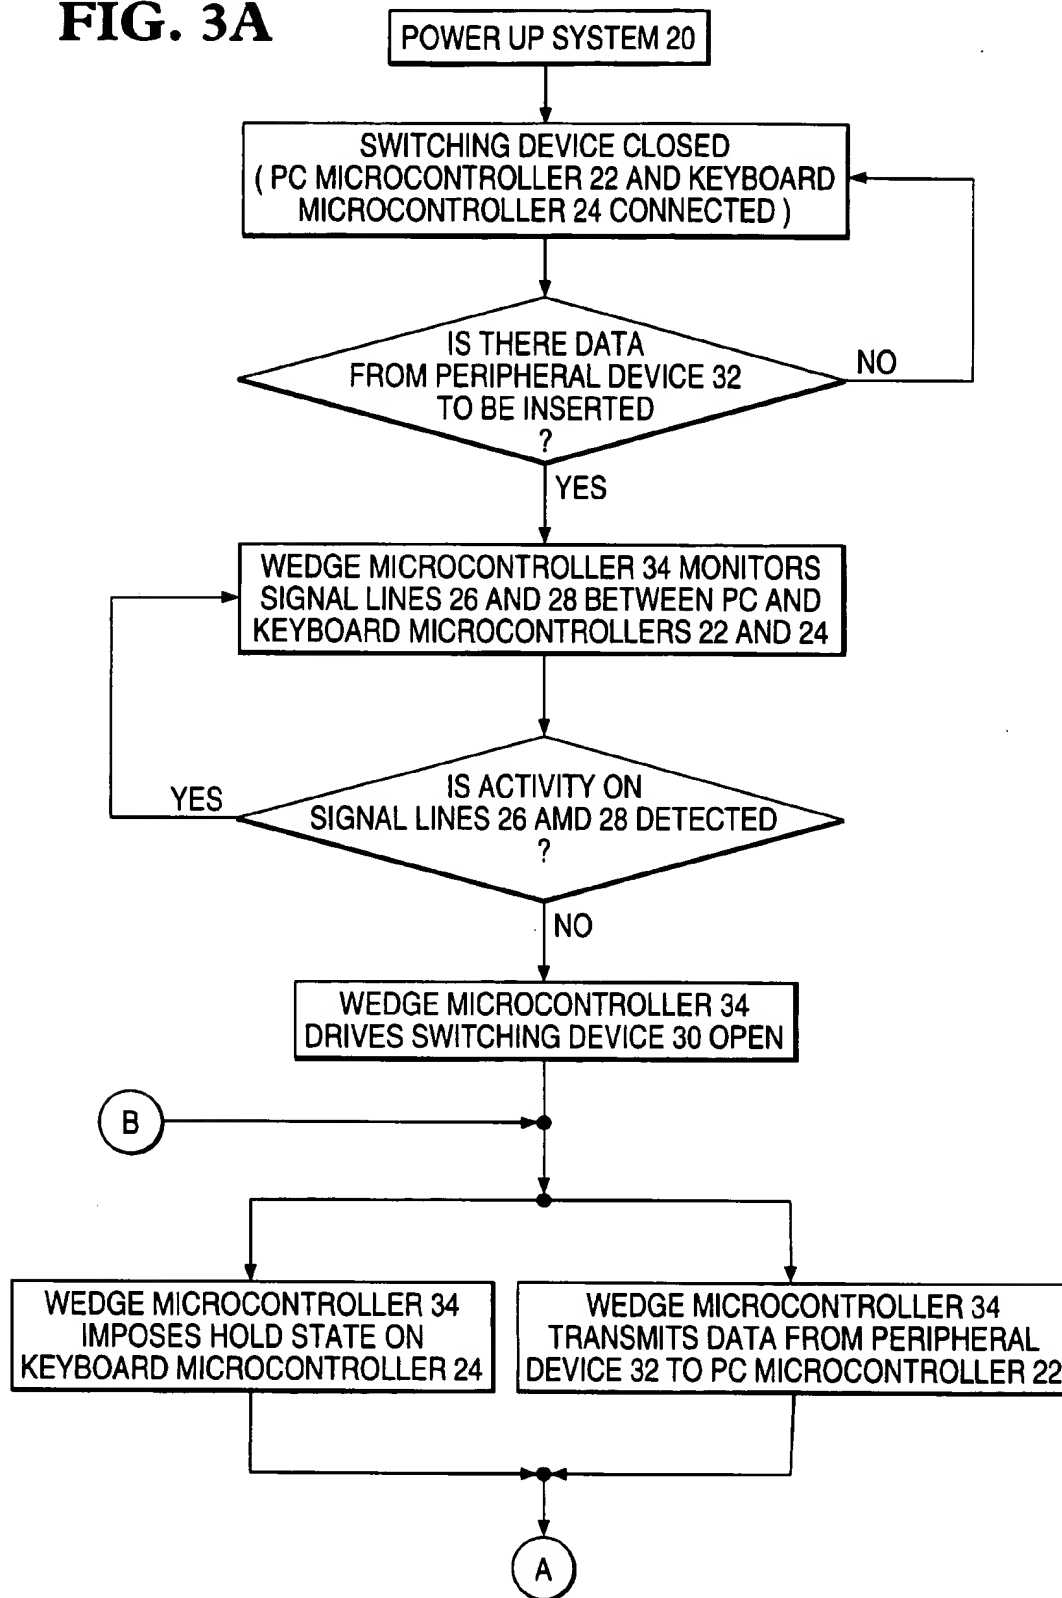 FIG. 3A
POWER UP SYSTEM 20
SWITCHING DEVICE CLOSED
( PC MICROCONTROLLER 22 AND KEYBOARD
MICROCONTROLLER 24 CONNECTED )
IS THERE DATA
FROM PERIPHERAL DEVICE 32
TO BE INSERTED
?
NO
YES
WEDGE MICROCONTROLLER 34 MONITORS
SIGNAL LINES 26 AND 28 BETWEEN PC AND
KEYBOARD MICROCONTROLLERS 22 AND 24
IS ACTIVITY ON
SIGNAL LINES 26 AMD 28 DETECTED
?
YES
NO
WEDGE MICROCONTROLLER 34
DRIVES SWITCHING DEVICE 30 OPEN
B
WEDGE MICROCONTROLLER 34
IMPOSES HOLD STATE ON
KEYBOARD MICROCONTROLLER 24
WEDGE MICROCONTROLLER 34
TRANSMITS DATA FROM PERIPHERAL
DEVICE 32 TO PC MICROCONTROLLER 22
A